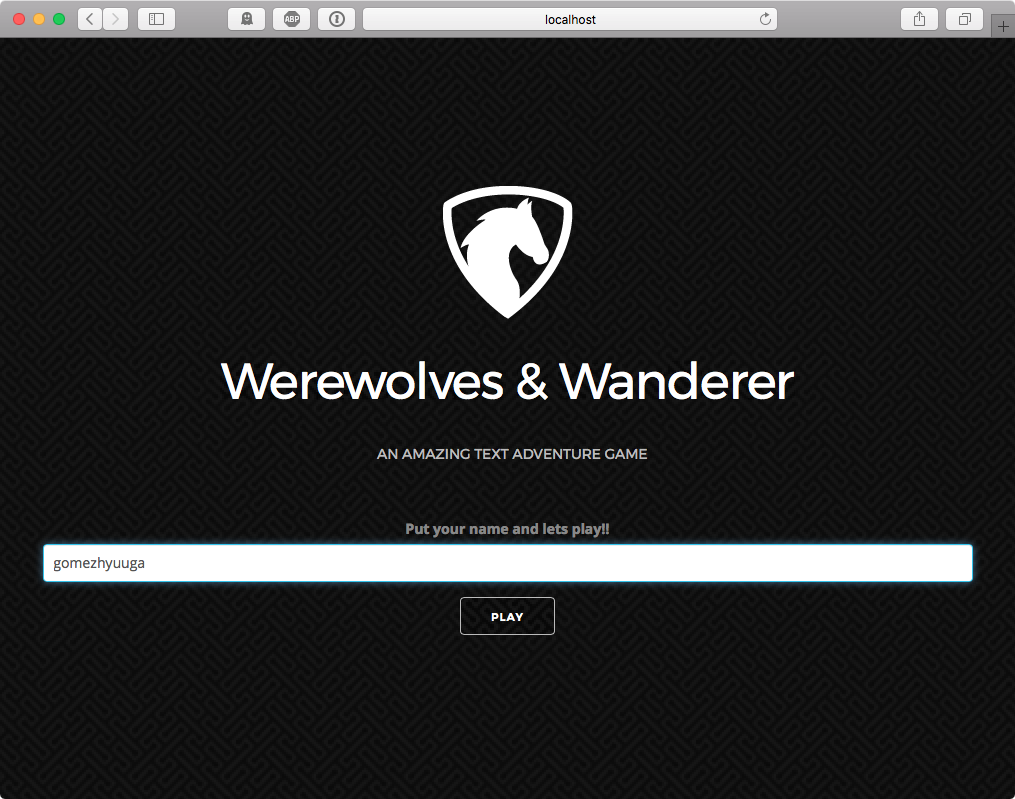 ABP
localhost
Werewolves & Wanderer
AN AMAZING TEXT ADVENTURE GAME
Put your name and lets play!!
gomezhyuuga
PLAY